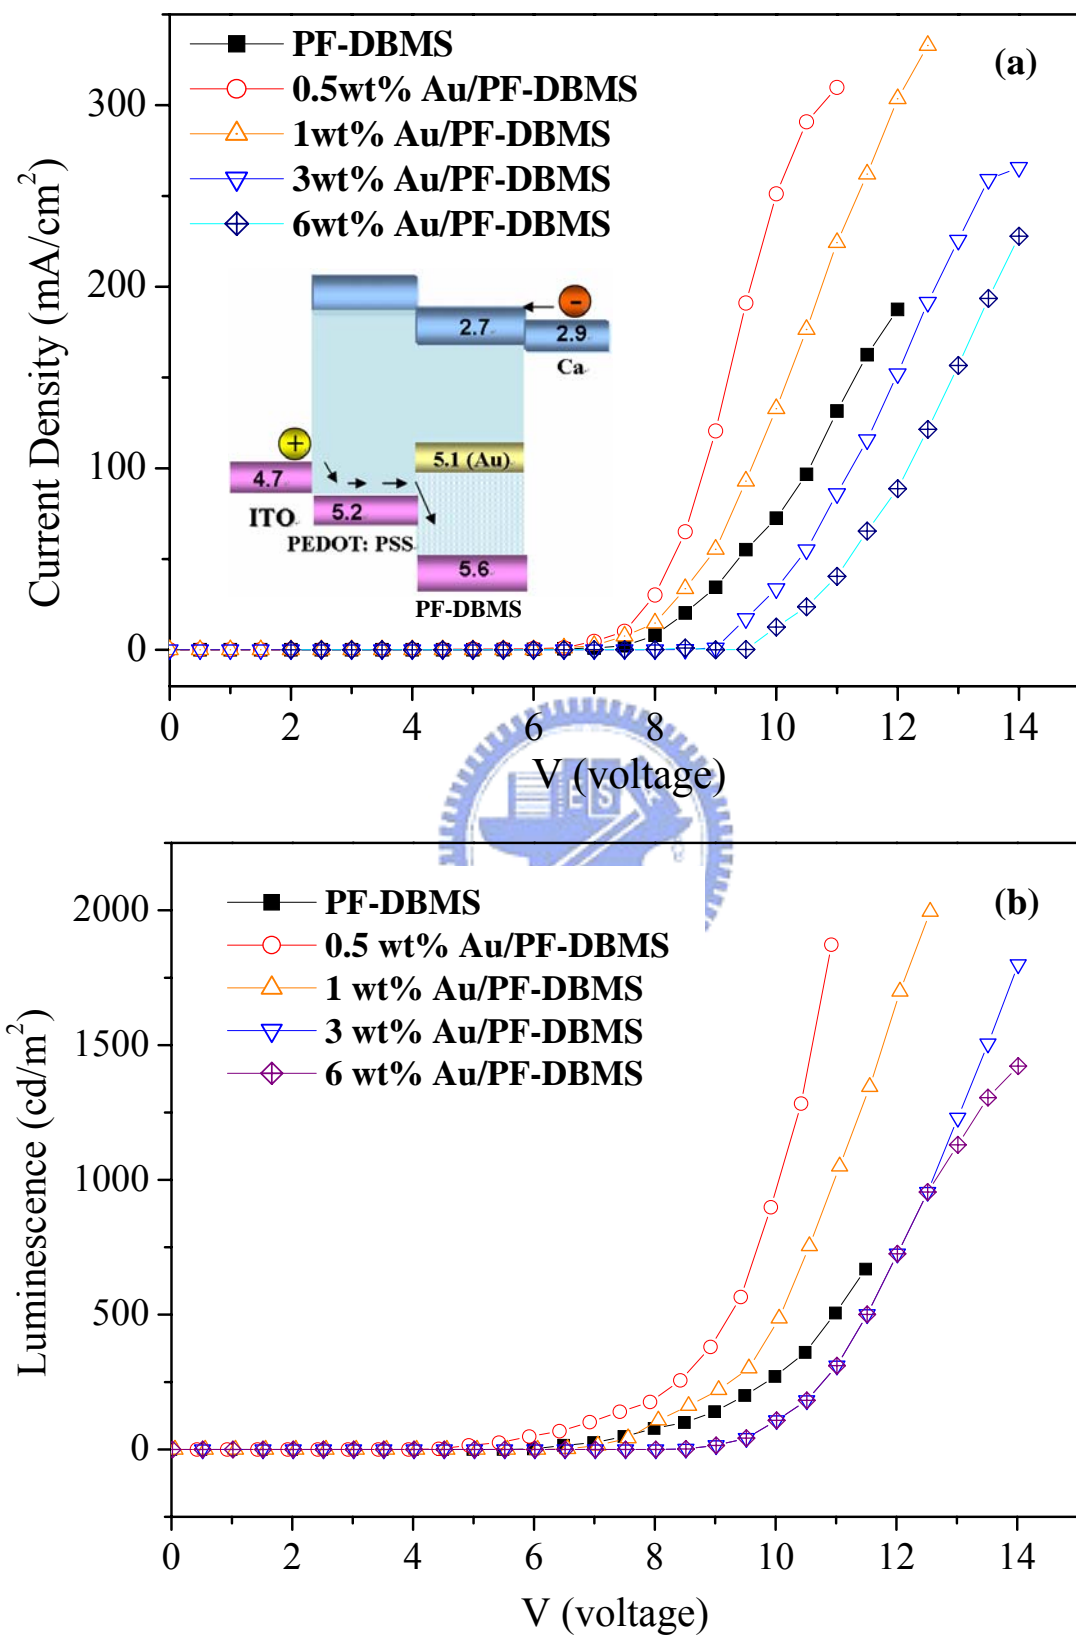 (a)
PF-DBMS
0.5wt% Au/PF-DBMS
1wt% Au/PF-DBMS
3wt% Au/PF-DBMS
6wt% Au/PF-DBMS
Current Density (mA/cm²)
300
200
100
0
2.7
-
2.9
Ca
+
4.7
ITO
5.1 (Au)
5.2
PEDOT: PSS
5.6
PF-DBMS
0 2 4 6 8 10 12 14
V (voltage)
(b)
PF-DBMS
0.5 wt% Au/PF-DBMS
1 wt% Au/PF-DBMS
3 wt% Au/PF-DBMS
6 wt% Au/PF-DBMS
Luminescence (cd/m²)
2000
1500
1000
500
0
0 2 4 6 8 10 12 14
V (voltage)